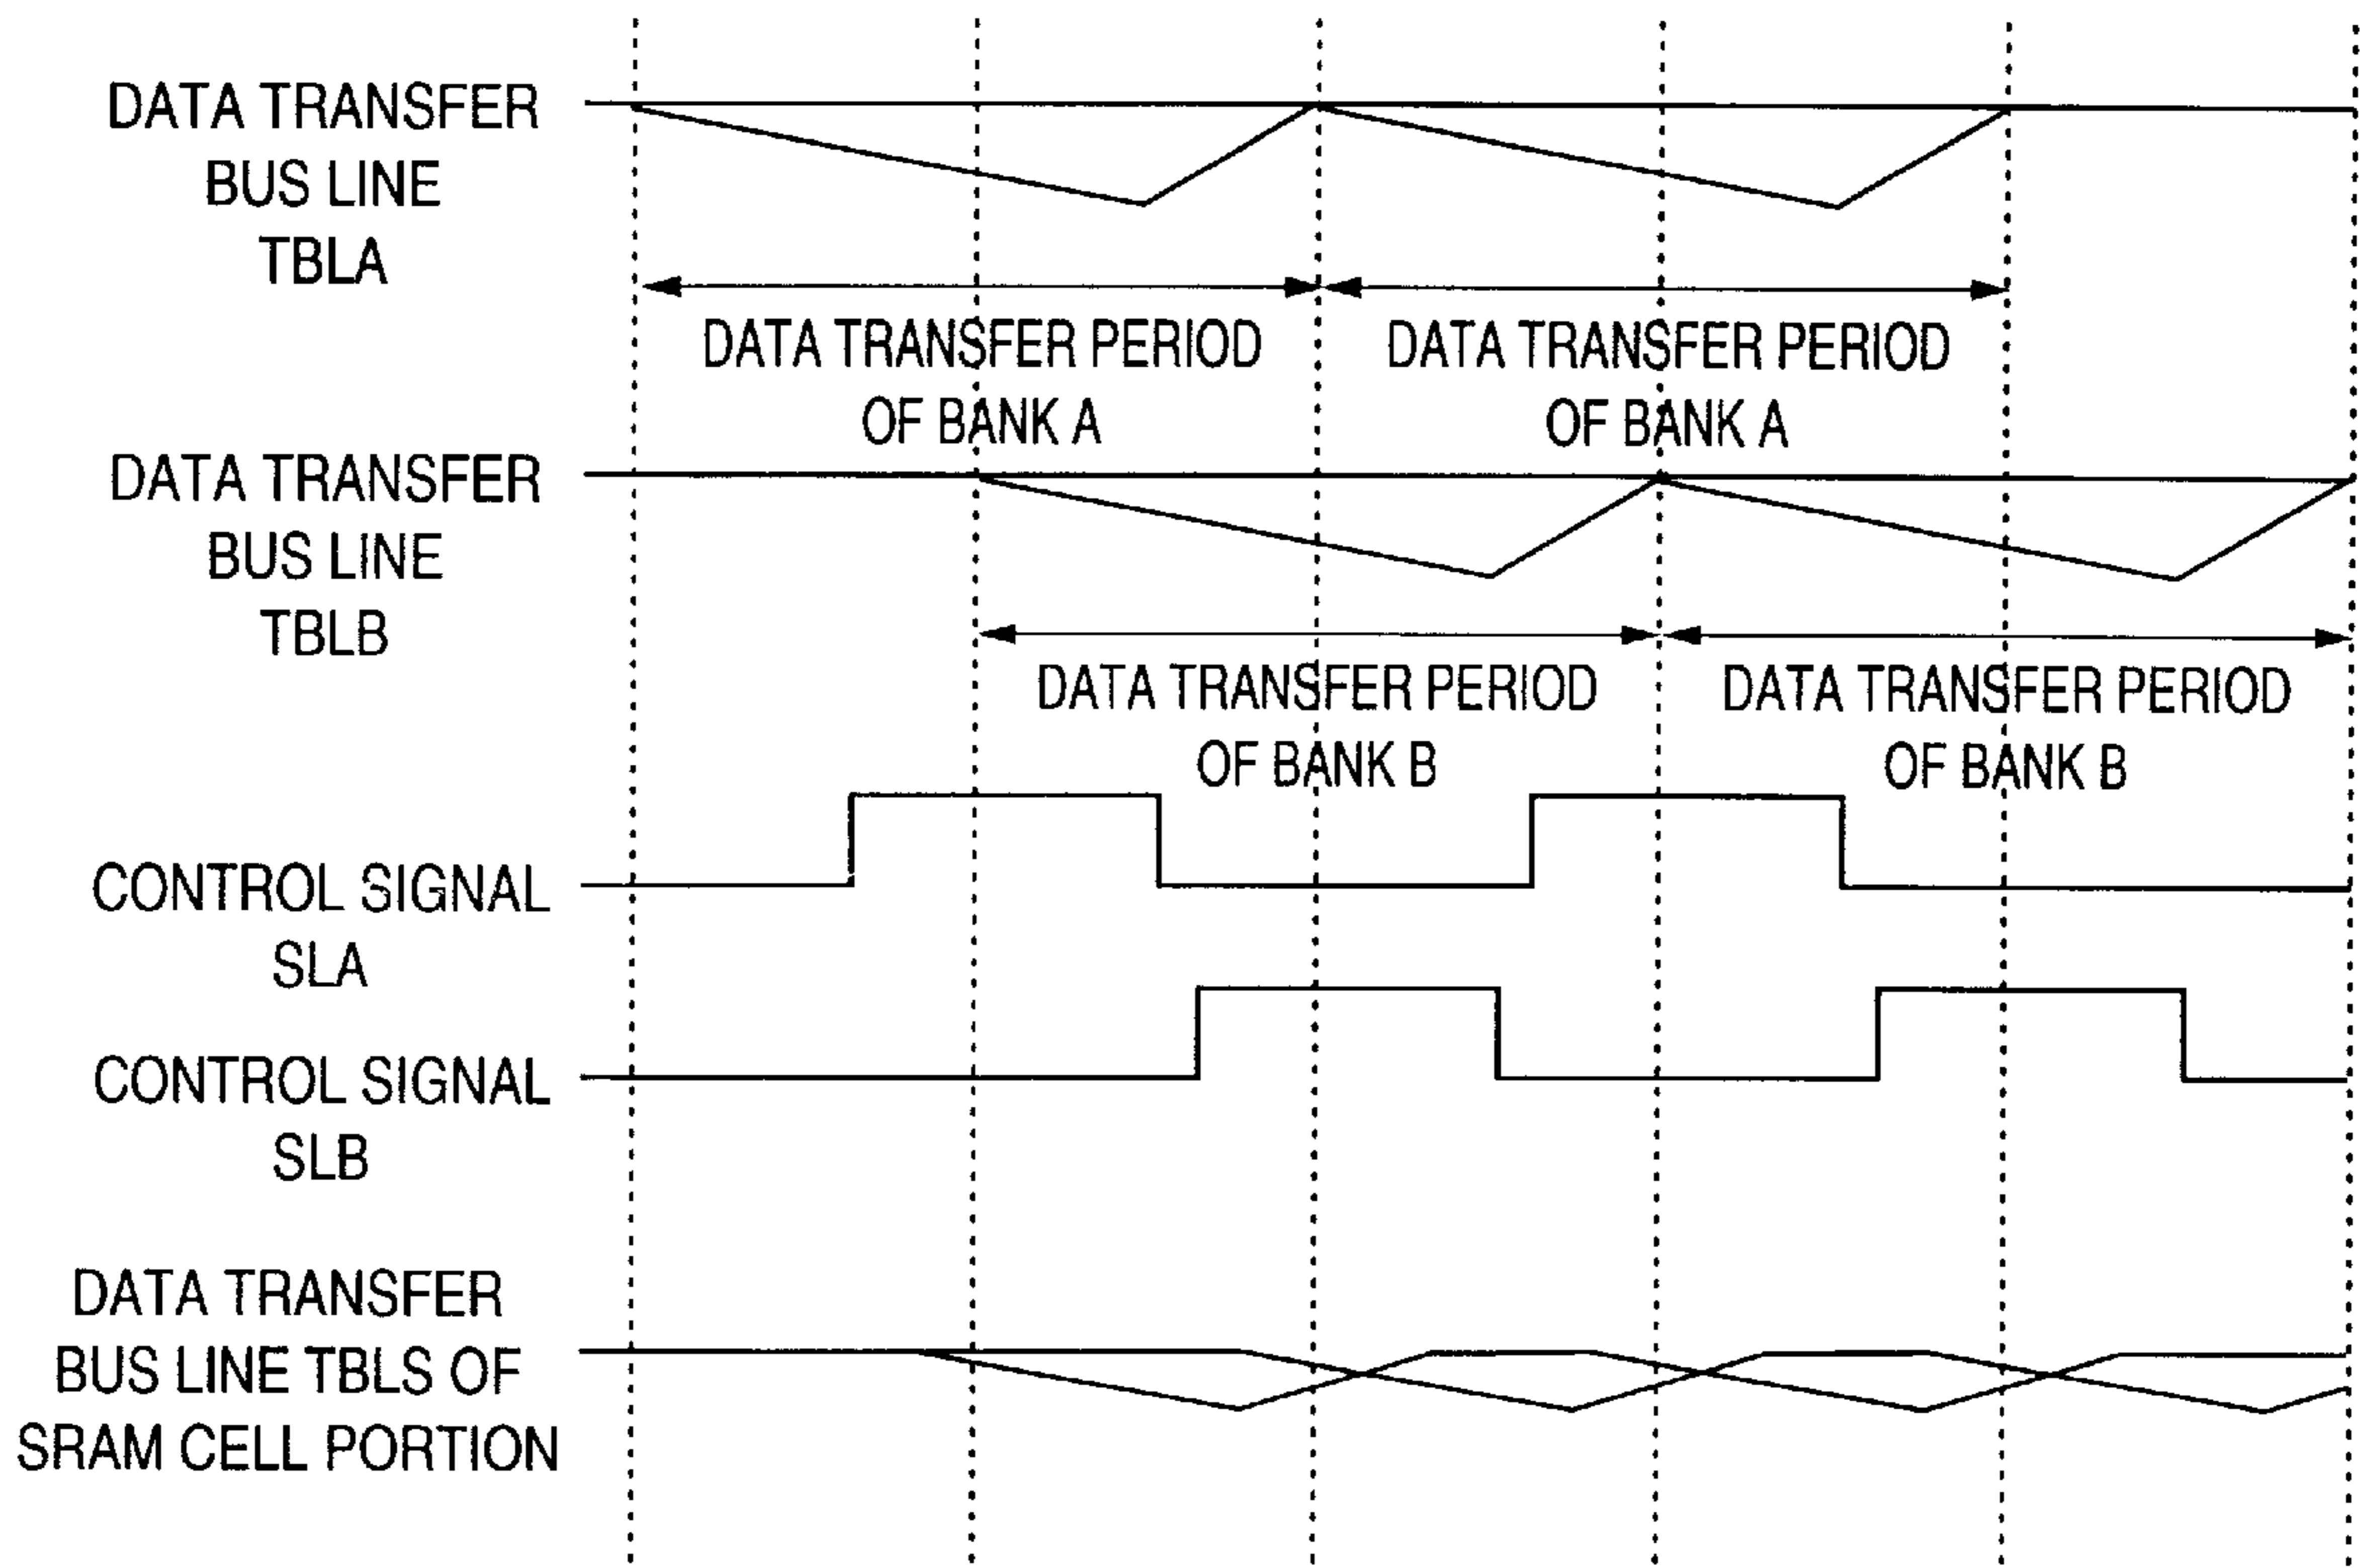 DATA TRANSFER
BUS LINE
TBLA
DATA TRANSFER PERIOD
OF BANK A
DATA TRANSFER PERIOD
OF BANK A
DATA TRANSFER
BUS LINE
TBLB
DATA TRANSFER PERIOD
OF BANK B
DATA TRANSFER PERIOD
OF BANK B
CONTROL SIGNAL
SLA
CONTROL SIGNAL
SLB
DATA TRANSFER
BUS LINE TBLS OF
SRAM CELL PORTION